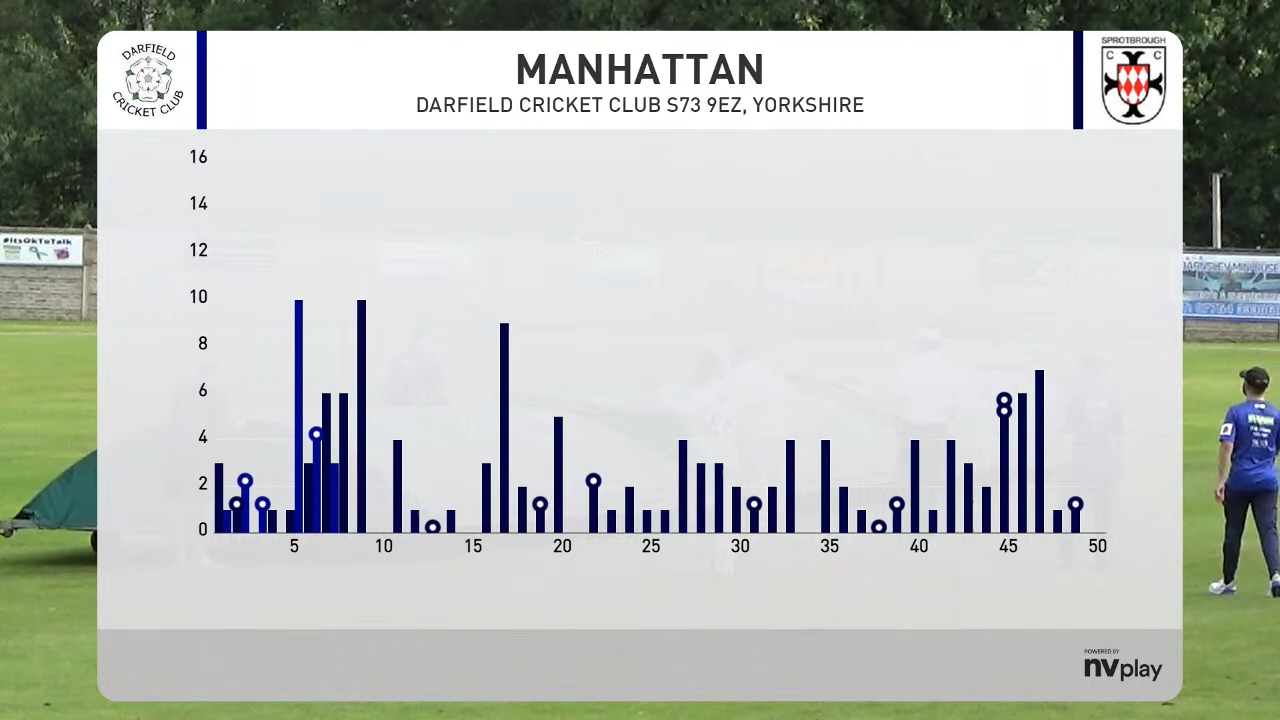 DARFIELD
CRICKET CLUB
MANHATTAN
DARFIELD CRICKET CLUB S73 9EZ, YORKSHIRE
SPROTBROUGH
C C
16
14
12
10
8
6
4
2
0
5 10 15 20 25 30 35 40 45 50
#ItsOkToTalk
POWERED BY
nvplay